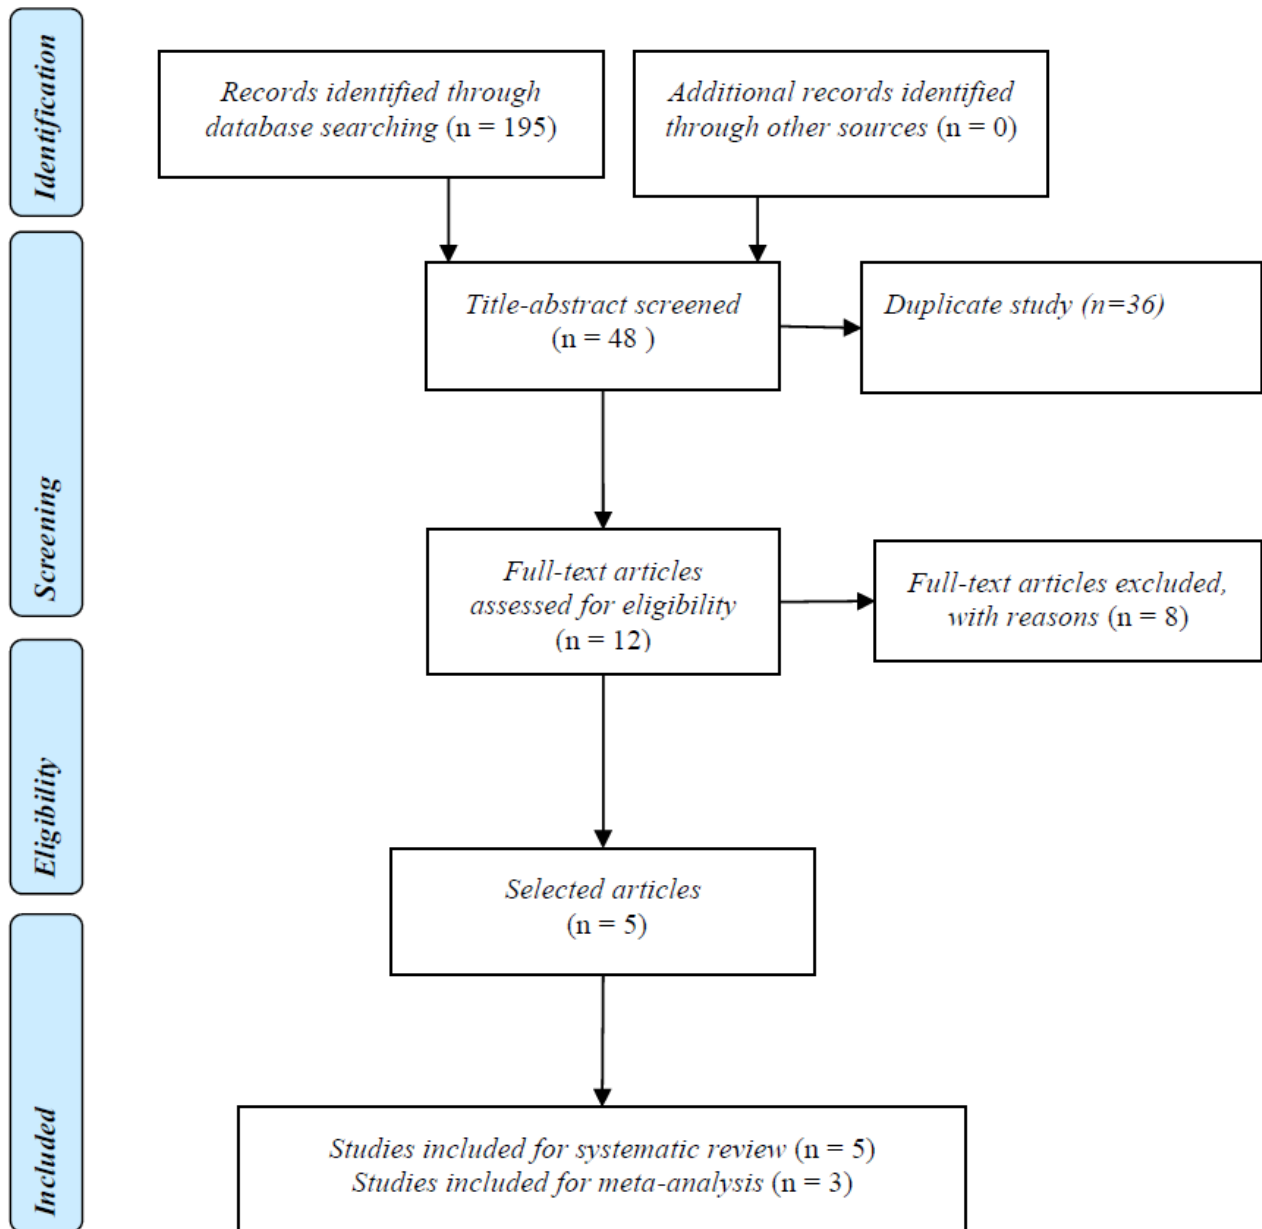 Identification
Records identified through
database searching (n = 195)
Additional records identified
through other sources (n = 0)
Screening
Title-abstract screened
(n = 48 )
Duplicate study (n=36)
Full-text articles
assessed for eligibility
(n = 12)
Full-text articles excluded,
with reasons (n = 8)
Eligibility
Selected articles
(n = 5)
Included
Studies included for systematic review (n = 5)
Studies included for meta-analysis (n = 3)